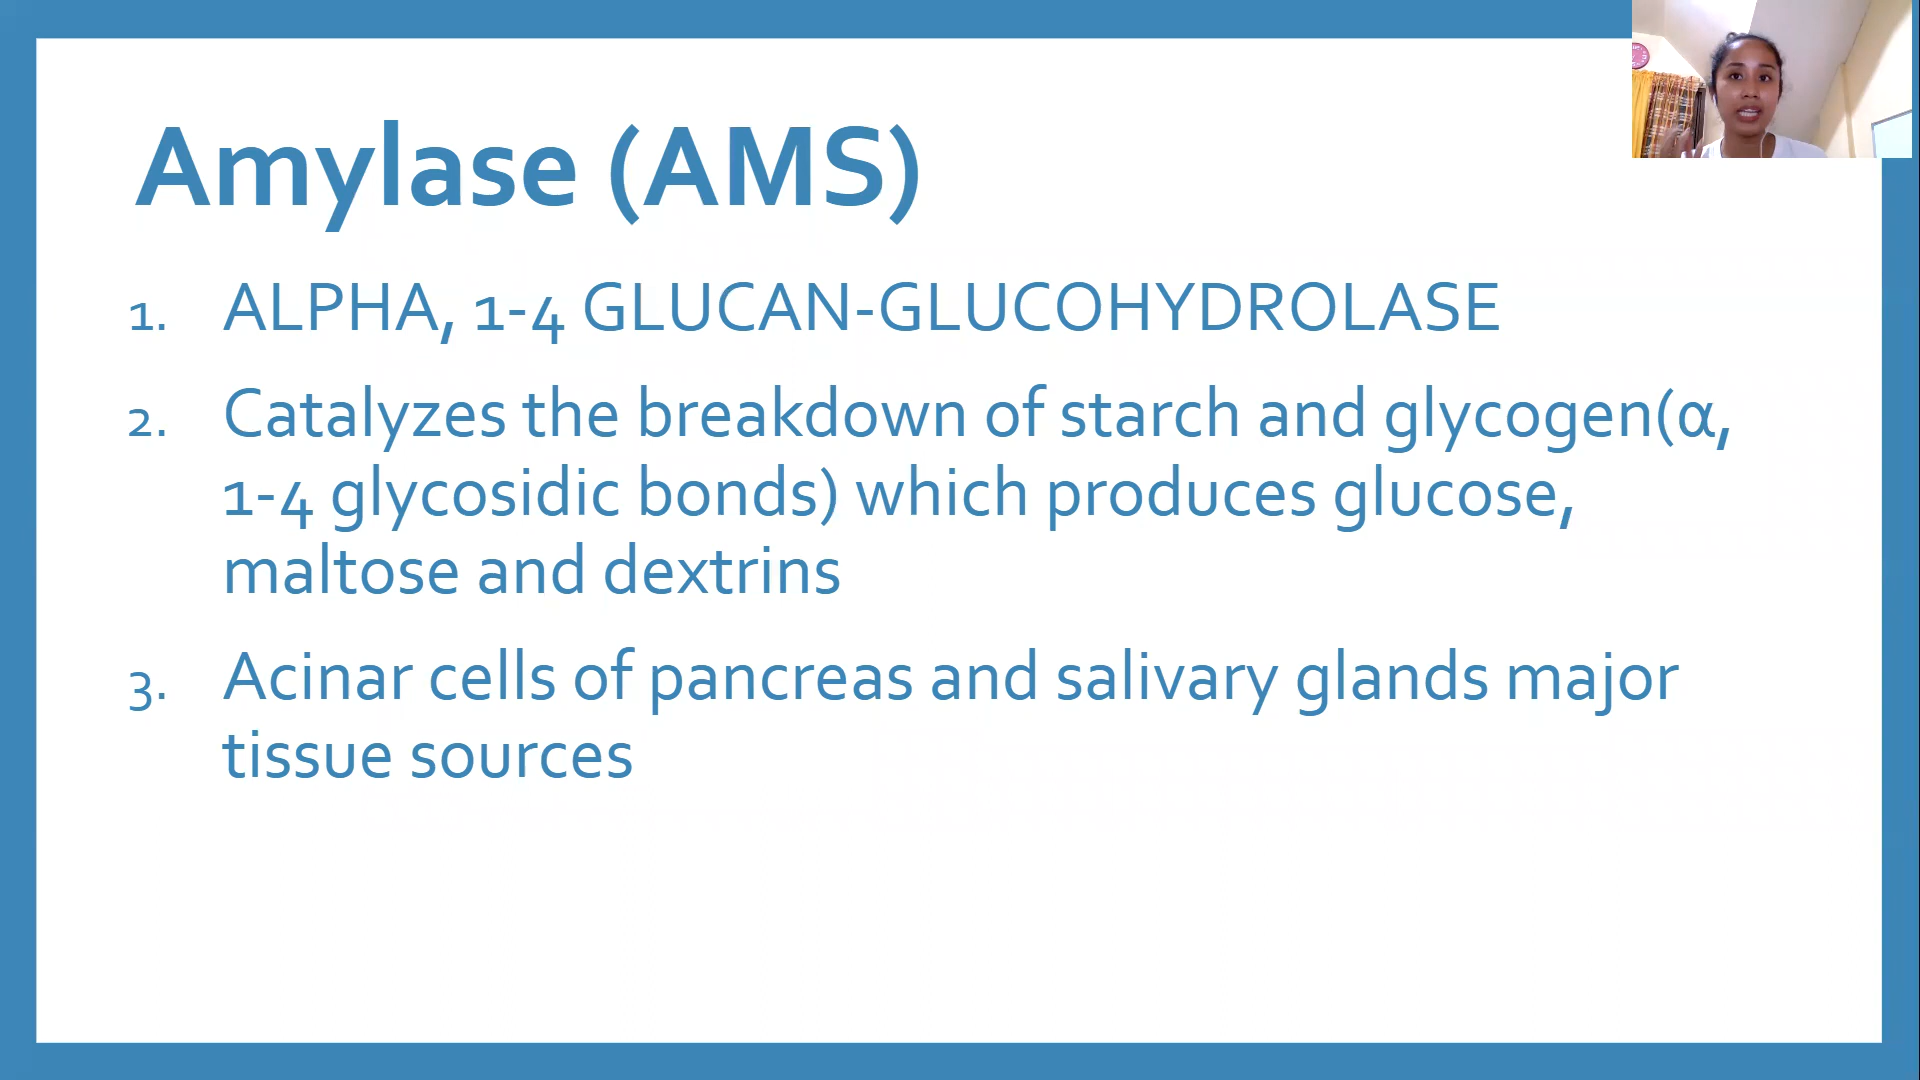 Amylase (AMS)
1. ALPHA, 1-4 GLUCAN-GLUCOHYDROLASE
2. Catalyzes the breakdown of starch and glycogen(α,
1-4 glycosidic bonds) which produces glucose,
maltose and dextrins
3. Acinar cells of pancreas and salivary glands major
tissue sources